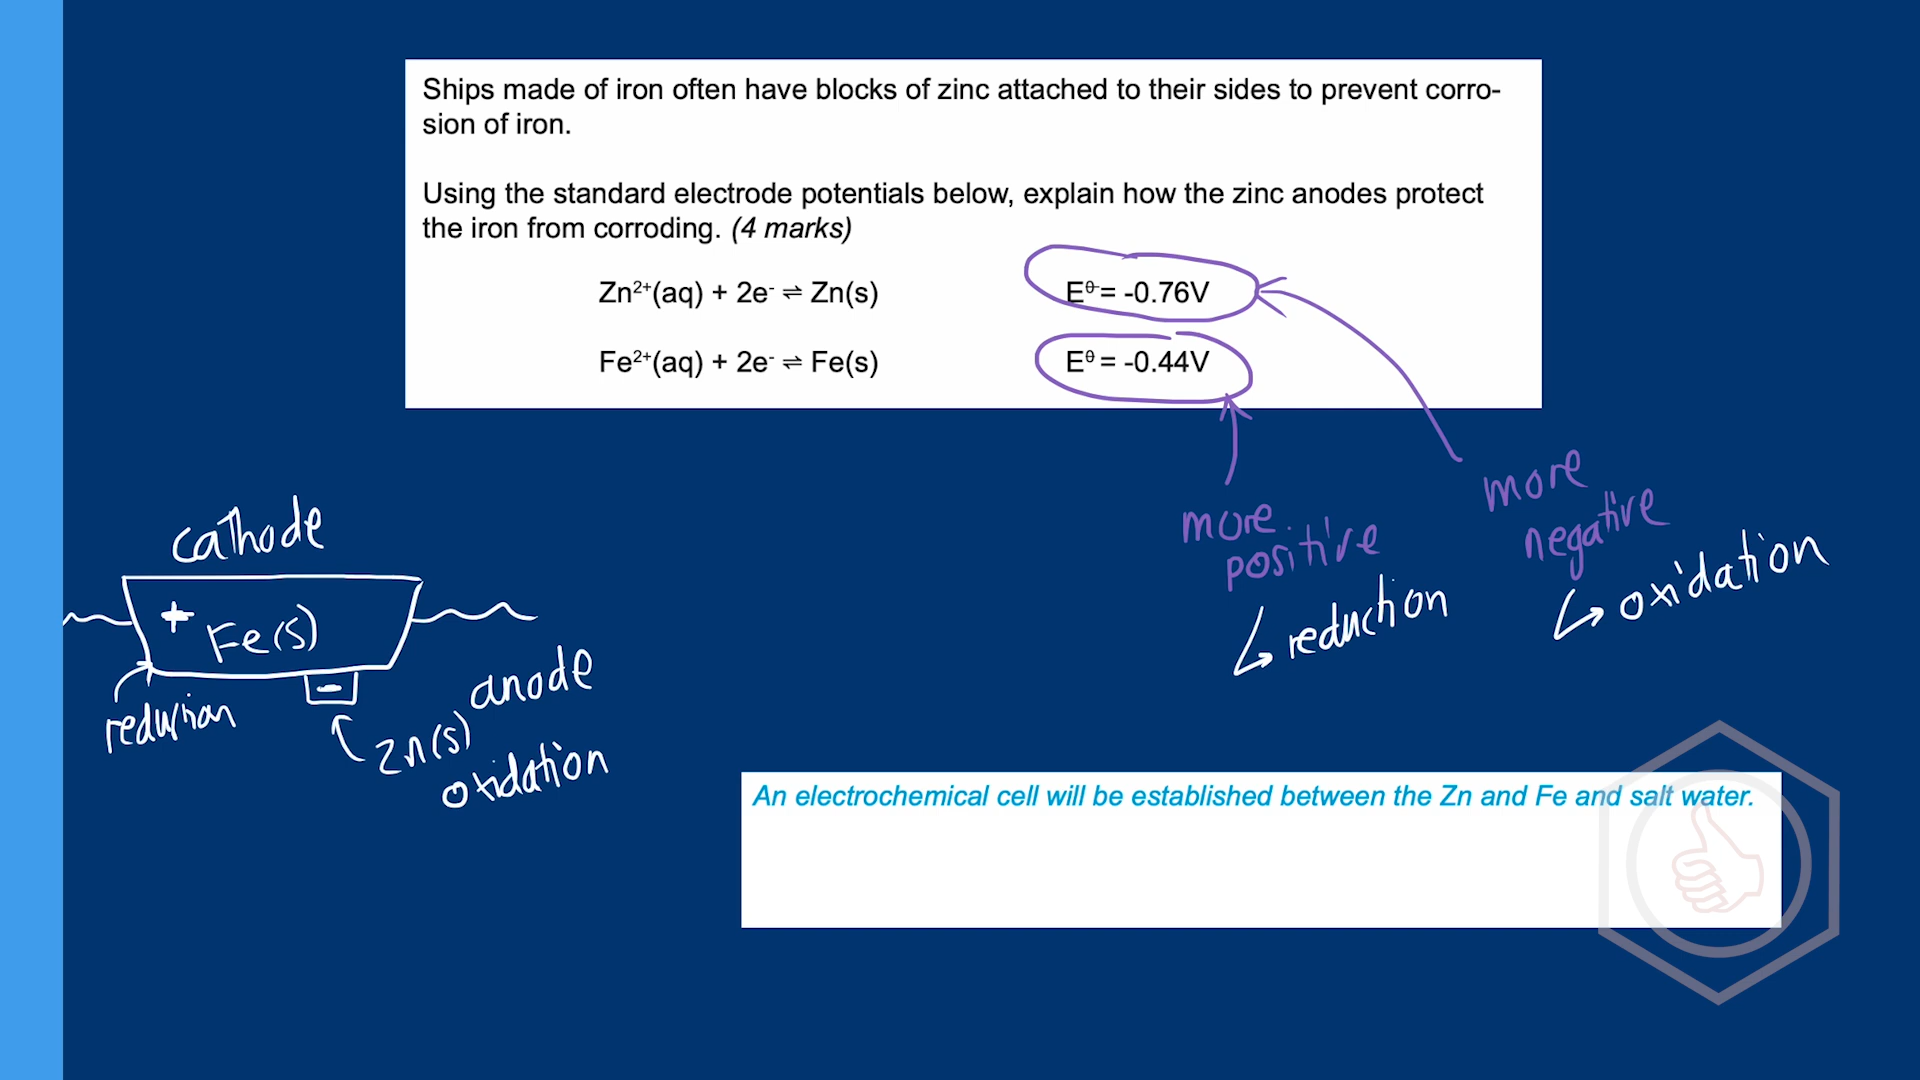 Ships made of iron often have blocks of zinc attached to their sides to prevent corro-
sion of iron.
Using the standard electrode potentials below, explain how the zinc anodes protect
the iron from corroding. (4 marks)
Zn²⁺(aq) + 2e⁻ ⇌ Zn(s) E⁰ = -0.76V
Fe²⁺(aq) + 2e⁻ ⇌ Fe(s) E⁰ = -0.44V
more
negative
↳ oxidation
more
positive
↳ reduction
cathode
+ Fe(s)
-
reduction
anode
Zn(s)
oxidation
An electrochemical cell will be established between the Zn and Fe and salt water.